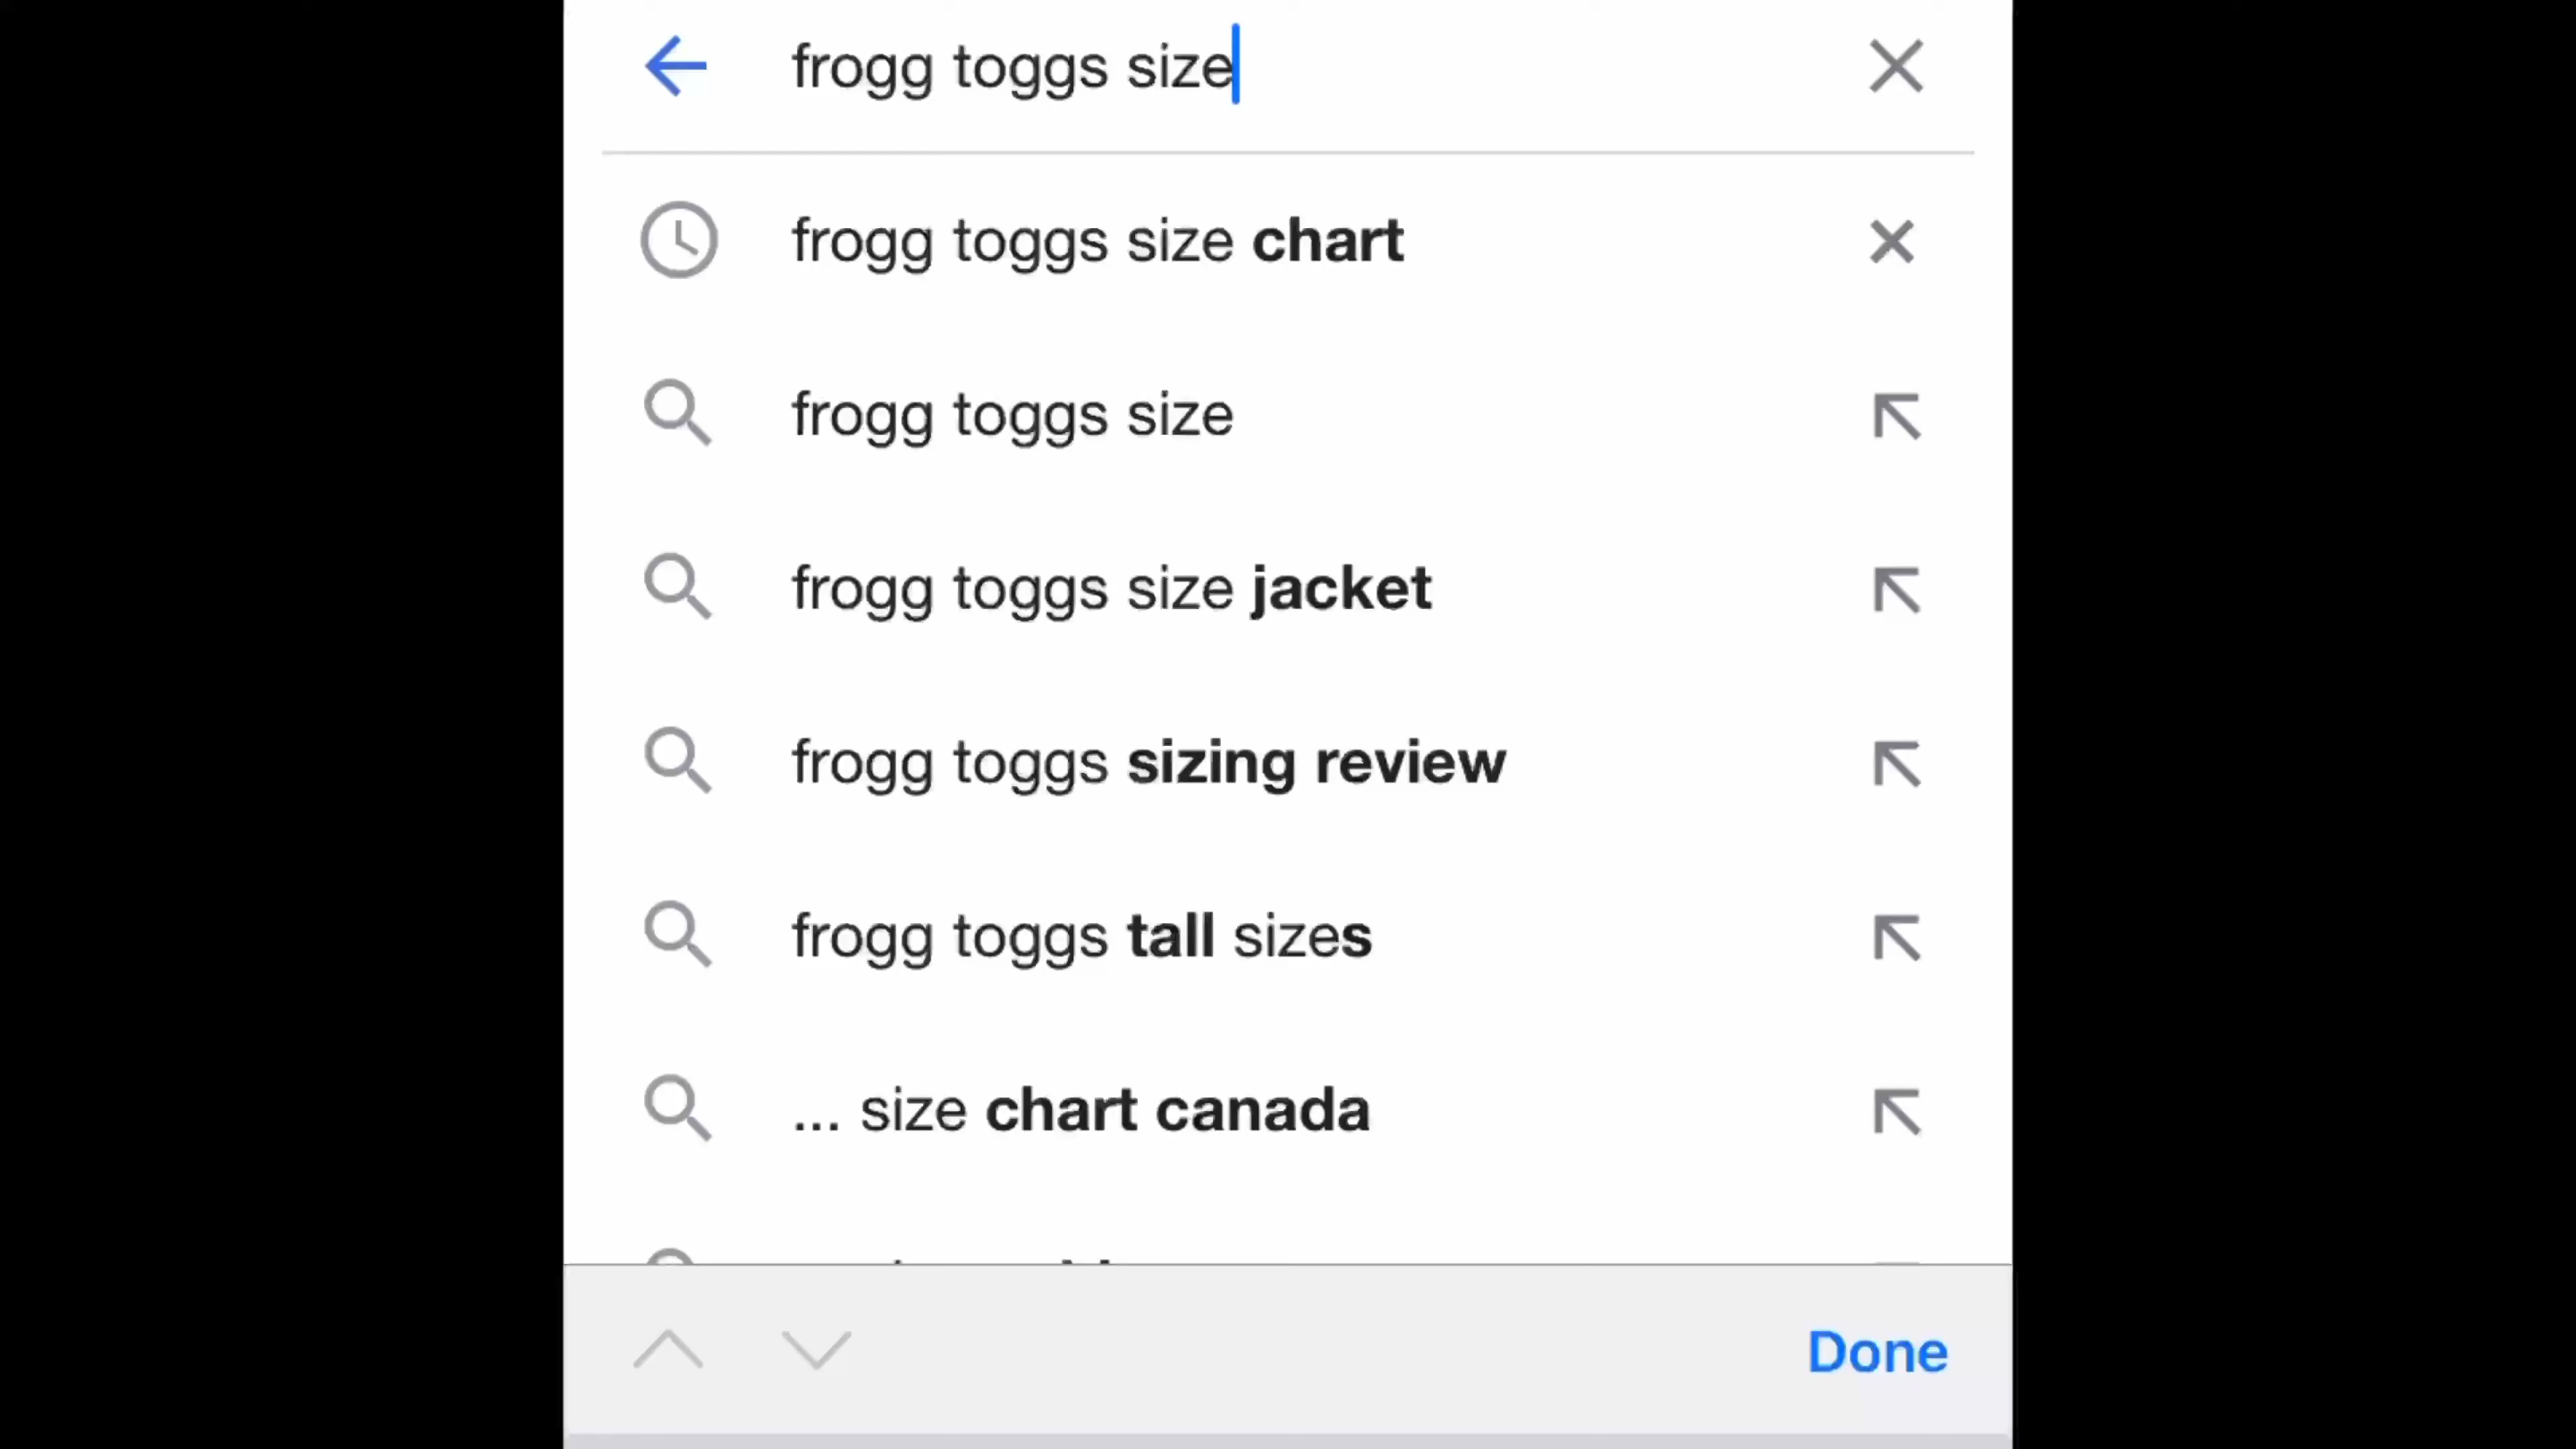 frogg toggs size
frogg toggs size chart
frogg toggs size
frogg toggs size jacket
frogg toggs sizing review
frogg toggs tall sizes
... size chart canada
Done